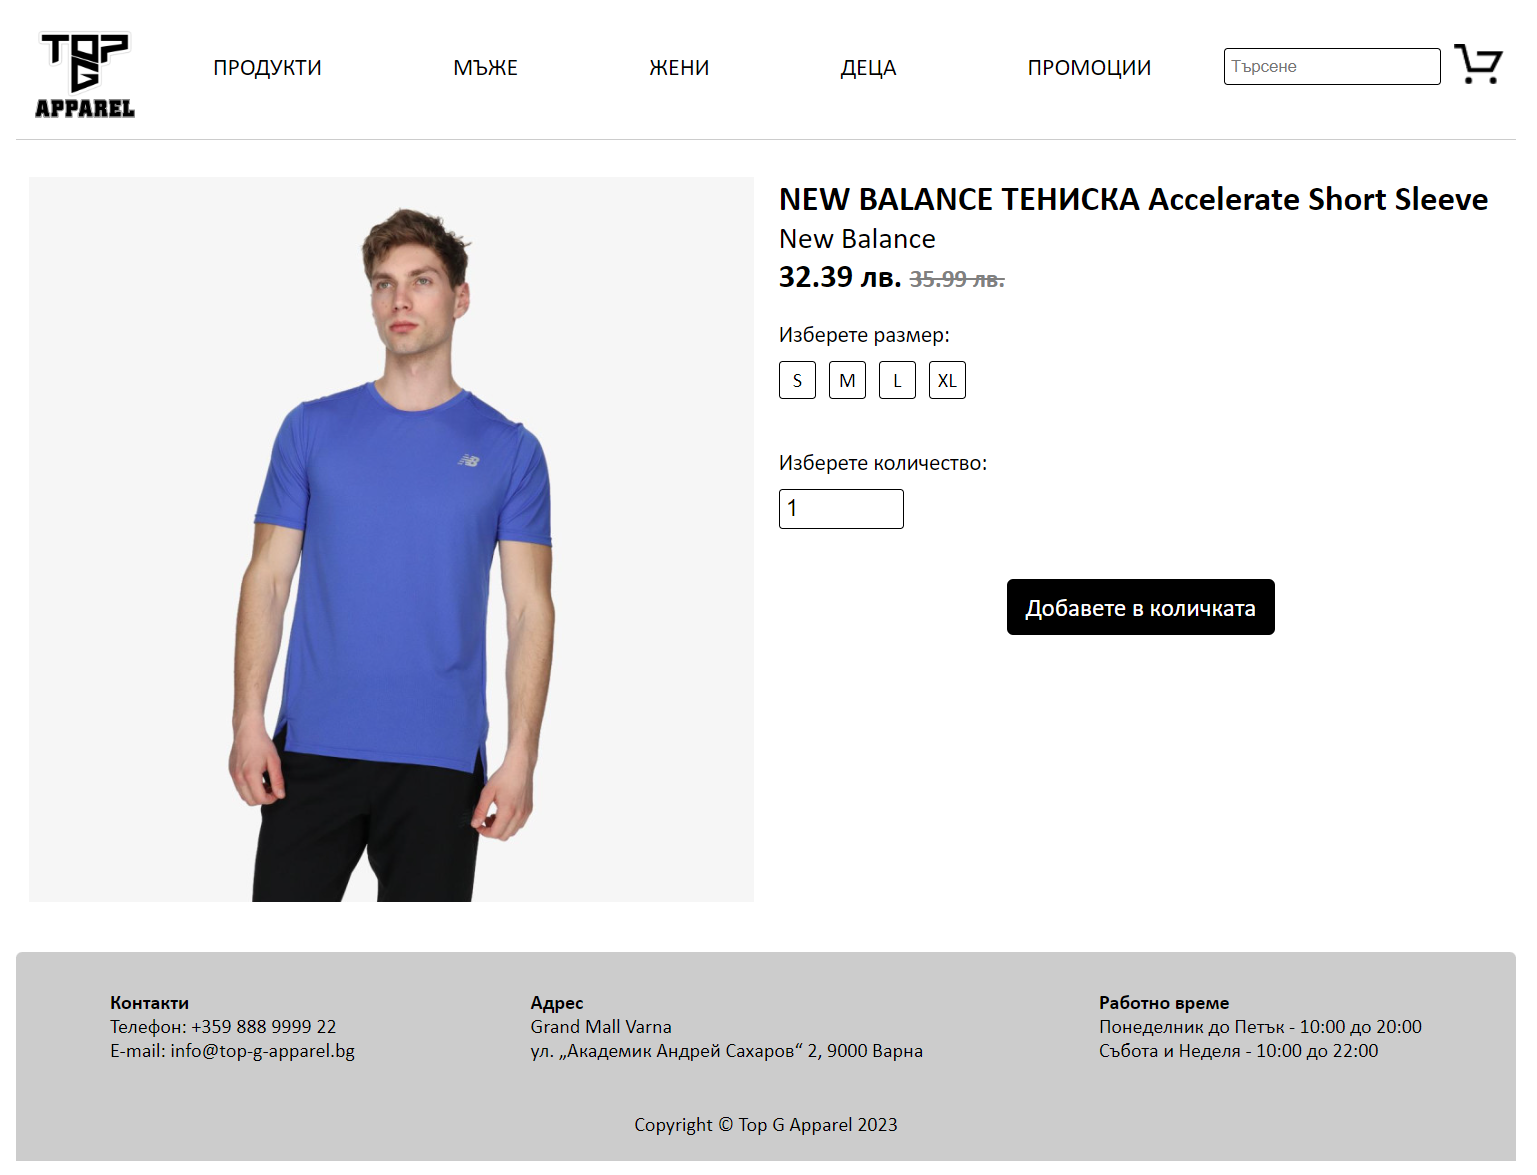 TOP
G
APPAREL
ПРОДУКТИ
МЪЖЕ
ЖЕНИ
ДЕЦА
ПРОМОЦИИ
Търсене
NEW BALANCE ТЕНИСКА Accelerate Short Sleeve
New Balance
32.39 лв. 35.99 лв.
Изберете размер:
S M L XL
Изберете количество:
1
Добавете в количката
NB
Контакти
Телефон: +359 888 9999 22
E-mail: info@top-g-apparel.bg
Адрес
Grand Mall Varna
ул. „Академик Андрей Сахаров“ 2, 9000 Варна
Работно време
Понеделник до Петък - 10:00 до 20:00
Събота и Неделя - 10:00 до 22:00
Copyright © Top G Apparel 2023